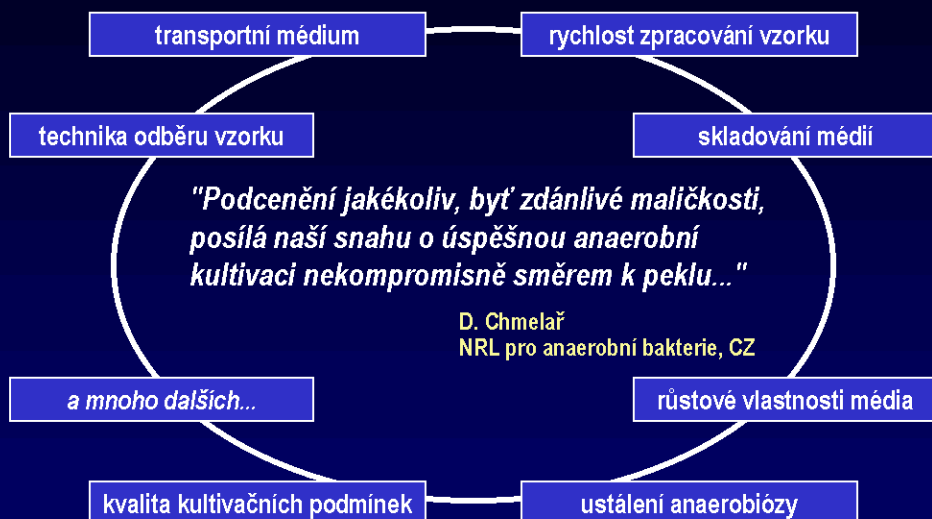 transportní médium
rychlost zpracování vzorku
technika odběru vzorku
skladování médií
"Podcenění jakékoliv, byť zdánlivé maličkosti,
posílá naší snahu o úspěšnou anaerobní
kultivaci nekompromisně směrem k peklu..."
D. Chmelař
NRL pro anaerobní bakterie, CZ
a mnoho dalších...
růstové vlastnosti média
kvalita kultivačních podmínek
ustálení anaerobiózy